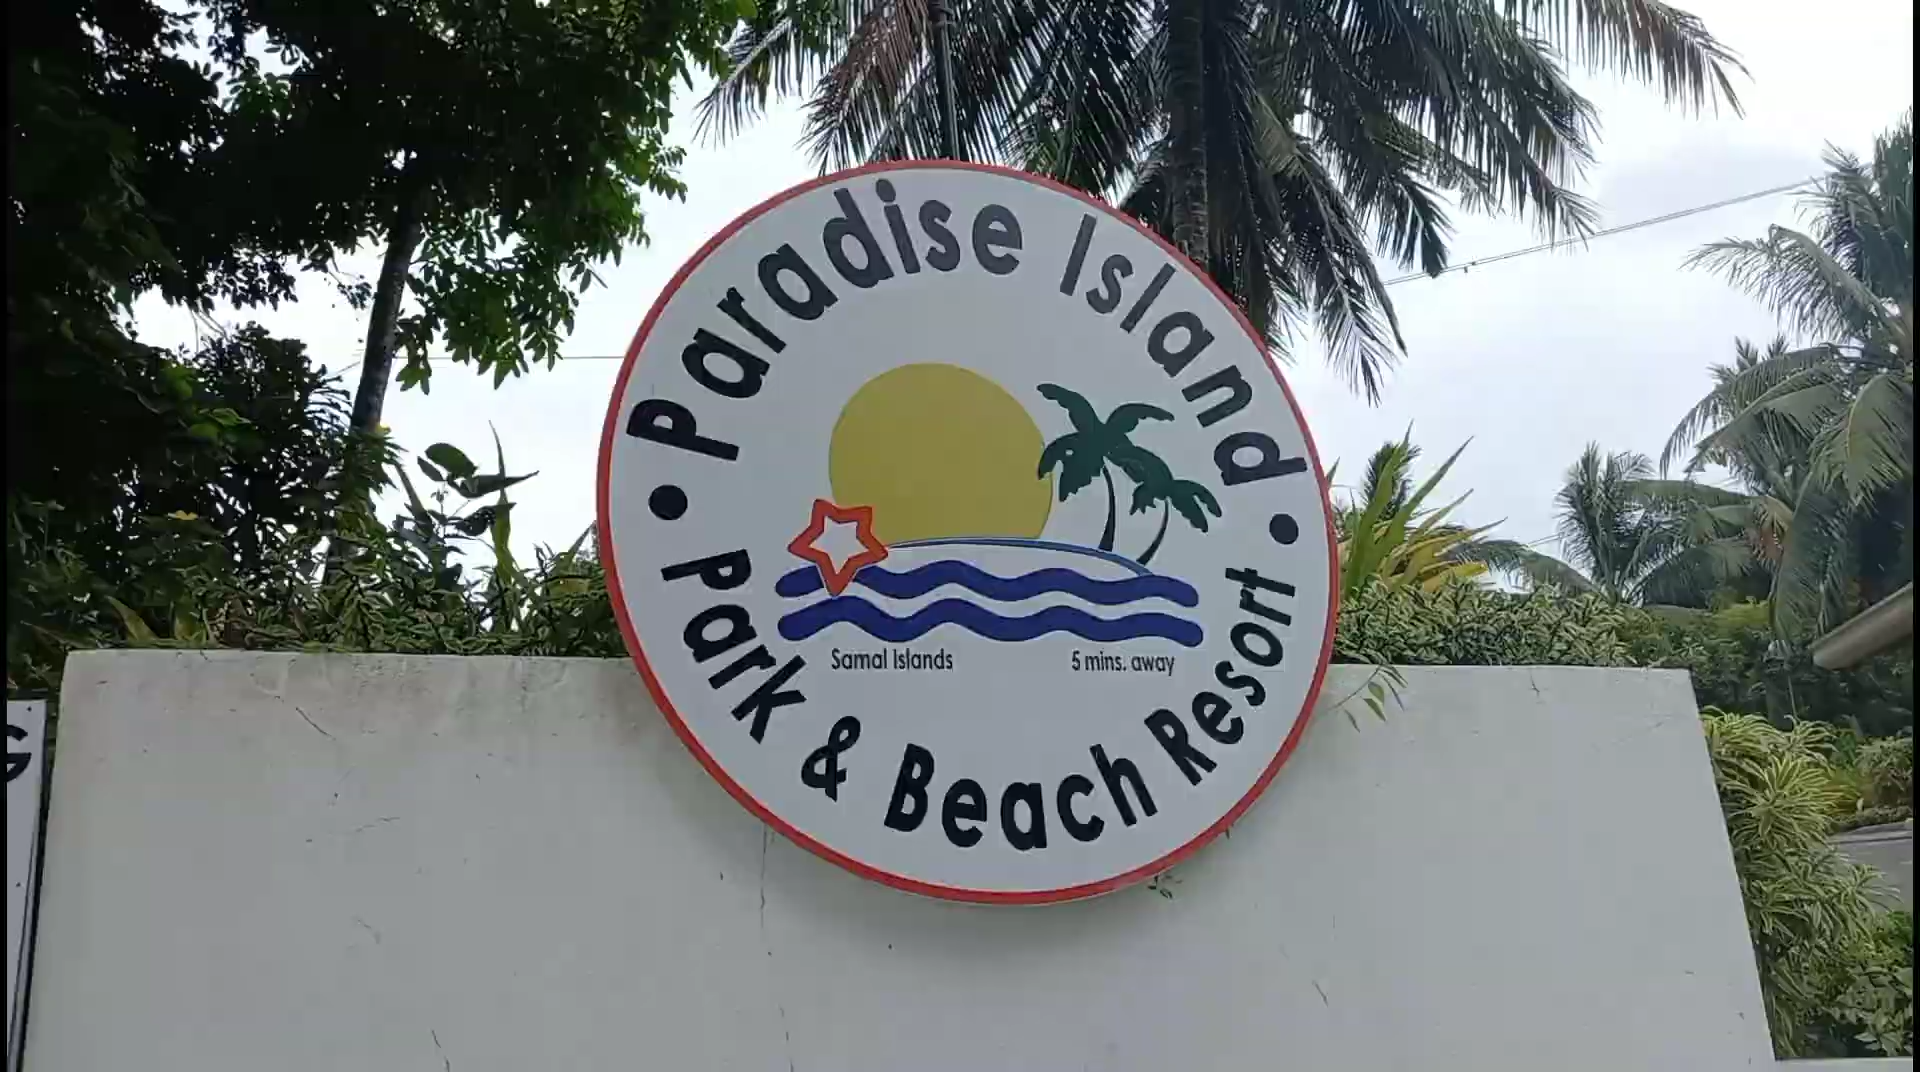 Paradise Island
Samal Islands
5 mins. away
Park & Beach Resort